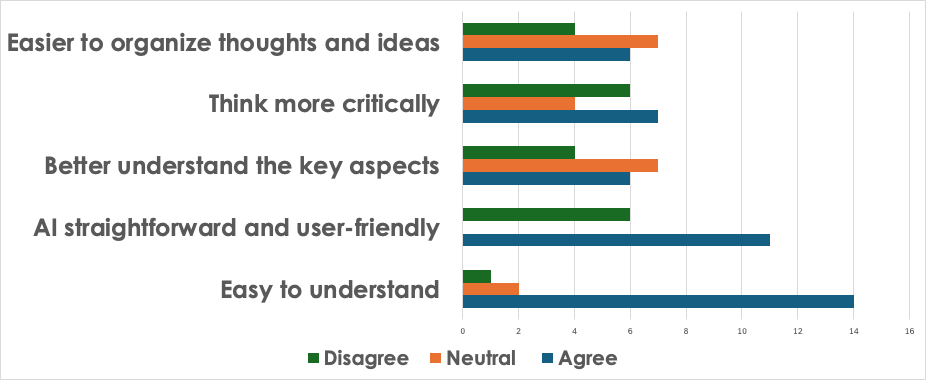 Easier to organize thoughts and ideas
Think more critically
Better understand the key aspects
AI straightforward and user-friendly
Easy to understand
0 2 4 6 8 10 12 14 16
Disagree Neutral Agree